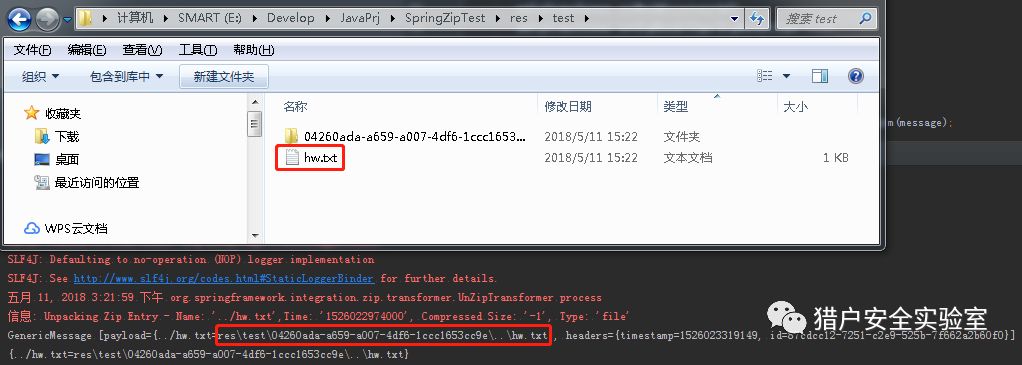 计算机 ▸ SMART (E:) ▸ Develop ▸ JavaPrj ▸ SpringZipTest ▸ res ▸ test ▸
搜索 test
文件(F) 编辑(E) 查看(V) 工具(T) 帮助(H)
组织 包含到库中 新建文件夹
收藏夹
下载
桌面
最近访问的位置
WPS云文档
名称 修改日期 类型 大小
04260ada-a659-a007-4df6-1ccc1653... 2018/5/11 15:22 文件夹
hw.txt 2018/5/11 15:22 文本文档 1 KB
m(message);
SLF4J: Defaulting to no-operation (NOP) logger implementation
SLF4J: See http://www.slf4j.org/codes.html#StaticLoggerBinder for further details.
五月 11, 2018 3:21:59 下午 org.springframework.integration.zip.transformer.UnZipTransformer process
信息: Unpacking Zip Entry - Name: '../hw.txt',Time: '1526022974000', Compressed Size: '-1', Type: 'file'
GenericMessage [payload={../hw.txt=res\test\04260ada-a659-a007-4df6-1ccc1653cc9e\..\hw.txt}, headers={timestamp=1526023319149, id=87cdcc12-7251-c2e9-525b-7f662a2b60f0}]
{../hw.txt=res\test\04260ada-a659-a007-4df6-1ccc1653cc9e\..\hw.txt}
猎户安全实验室